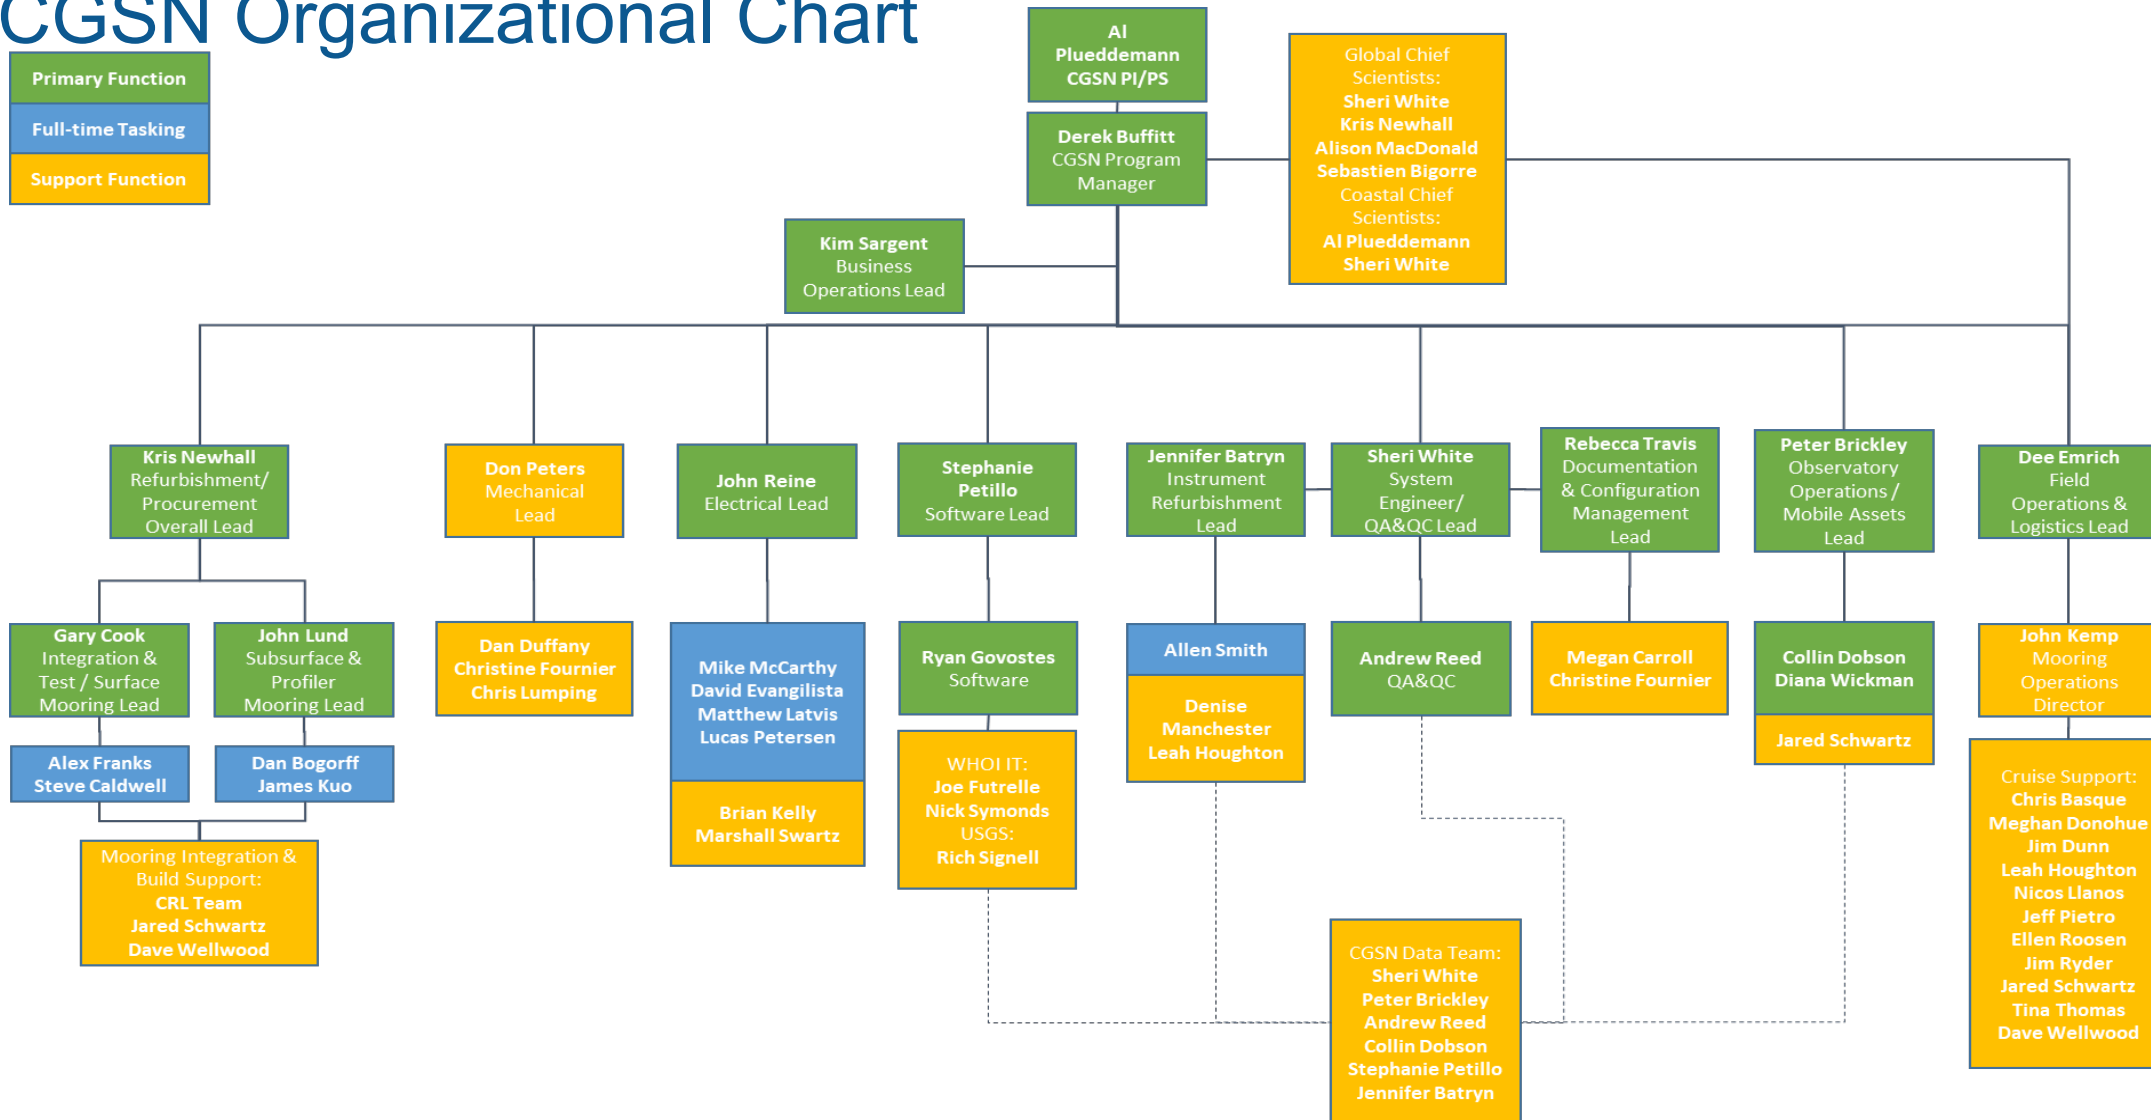 CGSN Organizational Chart
Primary Function
Full-time Tasking
Support Function
Al
Plueddemann
CGSN PI/PS
Derek Buffitt
CGSN Program
Manager
Global Chief
Scientists:
Sheri White
Kris Newhall
Alison MacDonald
Sebastien Bigorre
Coastal Chief
Scientists:
Al Plueddemann
Sheri White
Kim Sargent
Business
Operations Lead
Kris Newhall
Refurbishment/
Procurement
Overall Lead
Don Peters
Mechanical
Lead
John Reine
Electrical Lead
Stephanie
Petillo
Software Lead
Jennifer Batryn
Instrument
Refurbishment
Lead
Sheri White
System
Engineer/
QA&QC Lead
Rebecca Travis
Documentation
& Configuration
Management
Lead
Peter Brickley
Observatory
Operations /
Mobile Assets
Lead
Dee Emrich
Field
Operations &
Logistics Lead
Gary Cook
Integration &
Test / Surface
Mooring Lead
John Lund
Subsurface &
Profiler
Mooring Lead
Dan Duffany
Christine Fournier
Chris Lumping
Mike McCarthy
David Evangilista
Matthew Latvis
Lucas Petersen
Brian Kelly
Marshall Swartz
Ryan Govostes
Software
Allen Smith
Denise
Manchester
Leah Houghton
Andrew Reed
QA&QC
Megan Carroll
Christine Fournier
Collin Dobson
Diana Wickman
Jared Schwartz
John Kemp
Mooring
Operations
Director
Alex Franks
Steve Caldwell
Dan Bogorff
James Kuo
WHOI IT:
Joe Futrelle
Nick Symonds
USGS:
Rich Signell
Mooring Integration &
Build Support:
CRL Team
Jared Schwartz
Dave Wellwood
Cruise Support:
Chris Basque
Meghan Donohue
Jim Dunn
Leah Houghton
Nicos Llanos
Jeff Pietro
Ellen Roosen
Jim Ryder
Jared Schwartz
Tina Thomas
Dave Wellwood
CGSN Data Team:
Sheri White
Peter Brickley
Andrew Reed
Collin Dobson
Stephanie Petillo
Jennifer Batryn